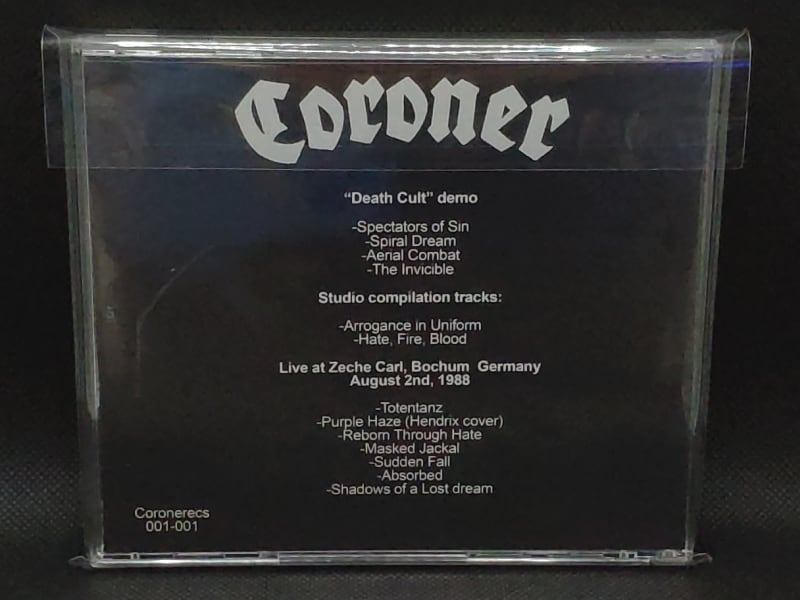 Coroner
“Death Cult” demo
-Spectators of Sin
-Spiral Dream
-Aerial Combat
-The Invicible
Studio compilation tracks:
-Arrogance in Uniform
-Hate, Fire, Blood
Live at Zeche Carl, Bochum Germany
August 2nd, 1988
-Totentanz
-Purple Haze (Hendrix cover)
-Reborn Through Hate
-Masked Jackal
-Sudden Fall
-Absorbed
-Shadows of a Lost dream
Coronerecs
001-001